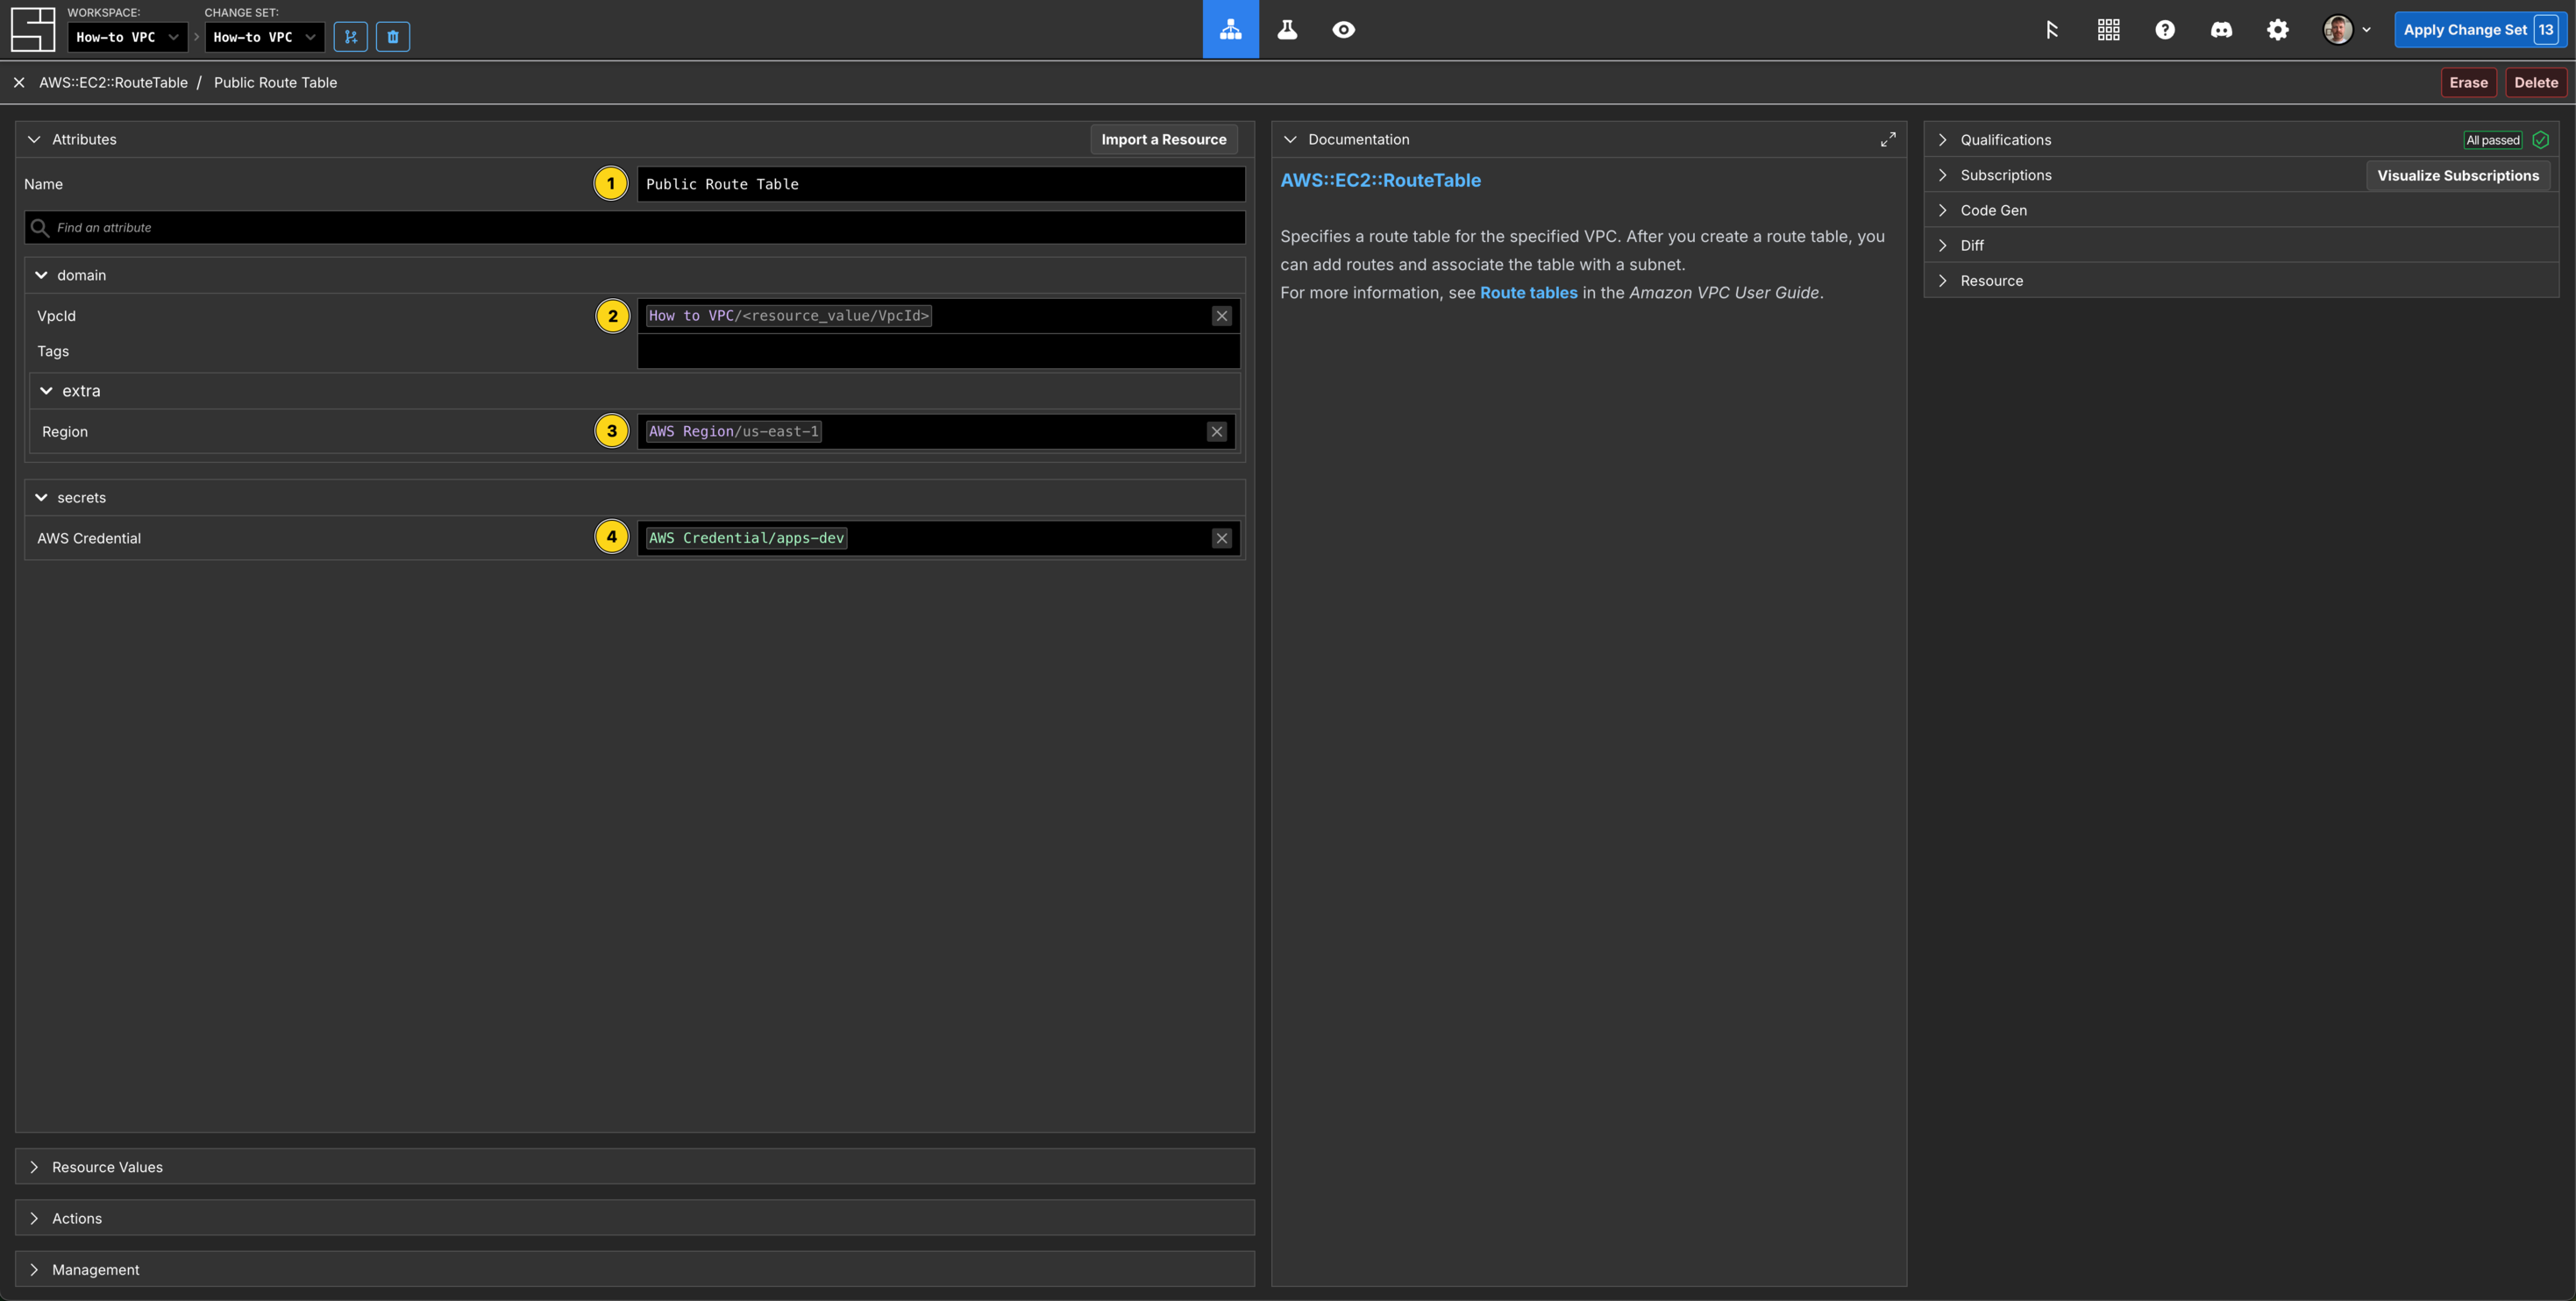 WORKSPACE:
How-to VPC
CHANGE SET:
How-to VPC
Apply Change Set 13
AWS::EC2::RouteTable / Public Route Table
Erase
Delete
Attributes
Import a Resource
Name
1
Public Route Table
Find an attribute
domain
VpcId
2
How to VPC/<resource_value/VpcId>
Tags
extra
Region
3
AWS Region/us-east-1
secrets
AWS Credential
4
AWS Credential/apps-dev
Resource Values
Actions
Management
Documentation
AWS::EC2::RouteTable
Specifies a route table for the specified VPC. After you create a route table, you
can add routes and associate the table with a subnet.
For more information, see Route tables in the Amazon VPC User Guide.
Qualifications
All passed
Subscriptions
Visualize Subscriptions
Code Gen
Diff
Resource